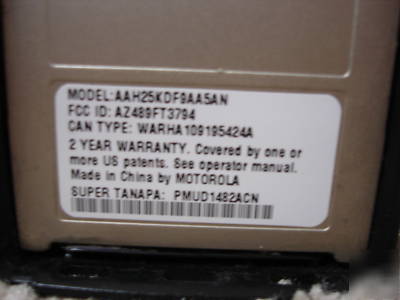 MODEL:AAH25KDF9AA5AN
FCC ID: AZ489FT3794
CAN TYPE: WARHA109195424A
2 YEAR WARRANTY. Covered by one or
more US patents. See operator manual.
Made in China by MOTOROLA
SUPER TANAPA: PMUD1482ACN